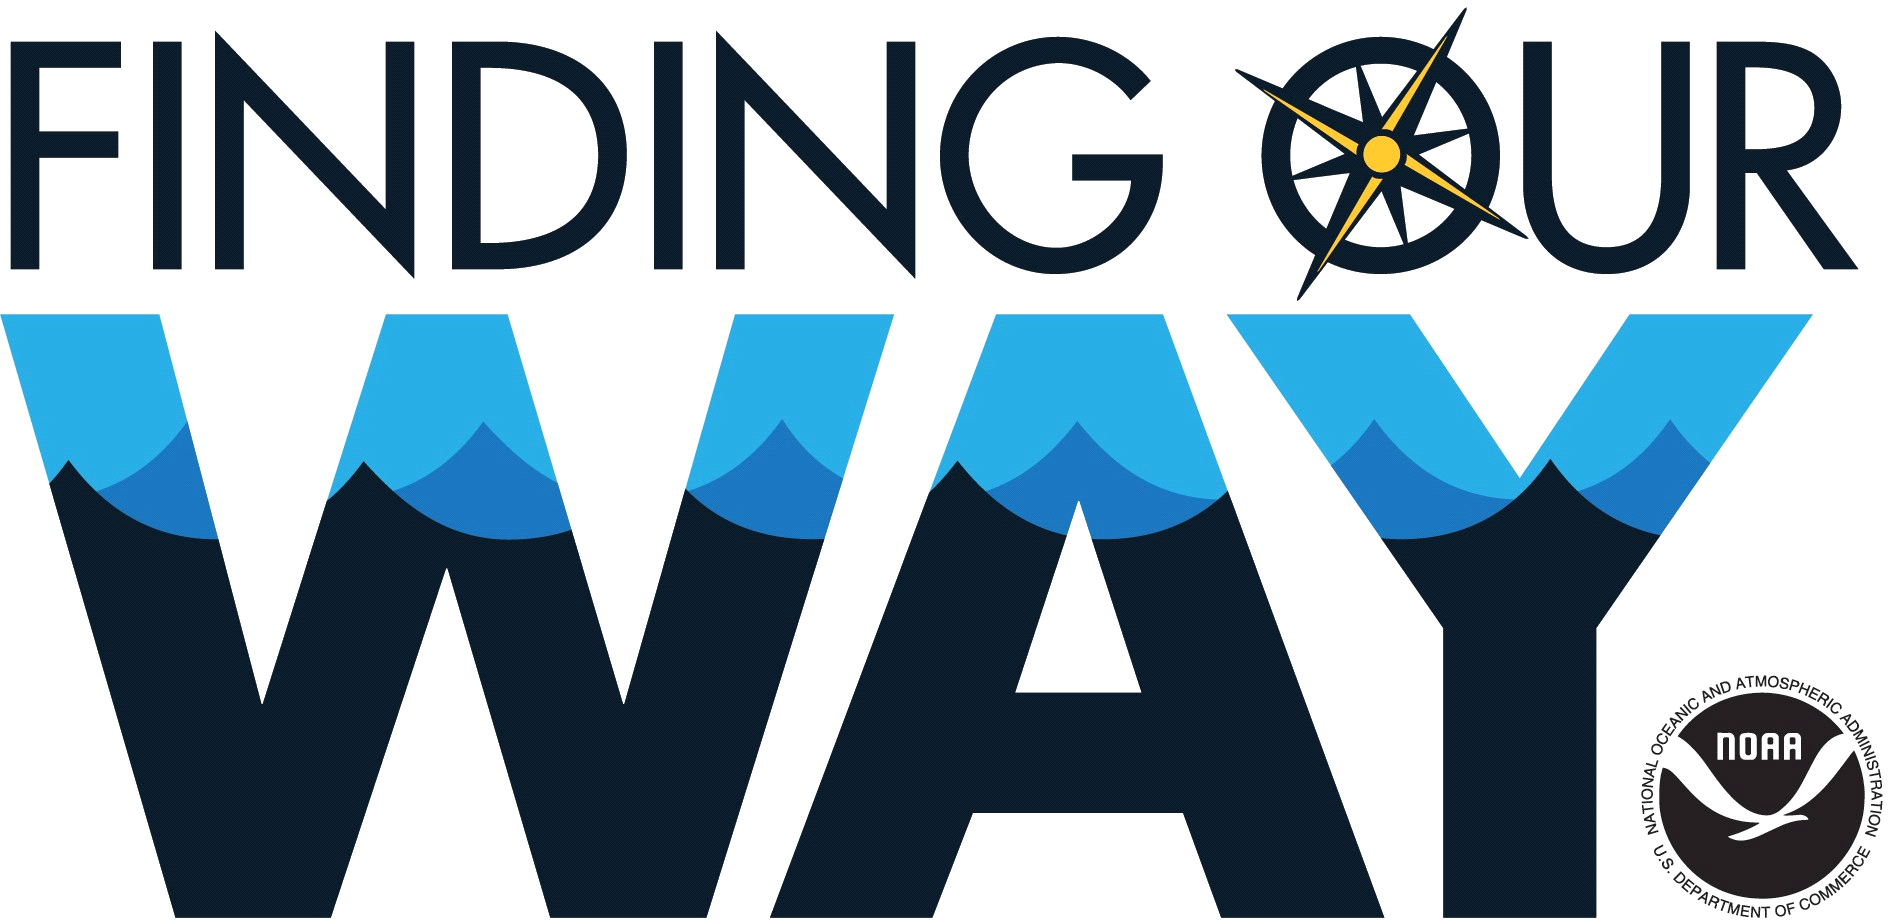 FINDING OUR
WAY
NOAA
NATIONAL OCEANIC AND ATMOSPHERIC ADMINISTRATION
U.S. DEPARTMENT OF COMMERCE